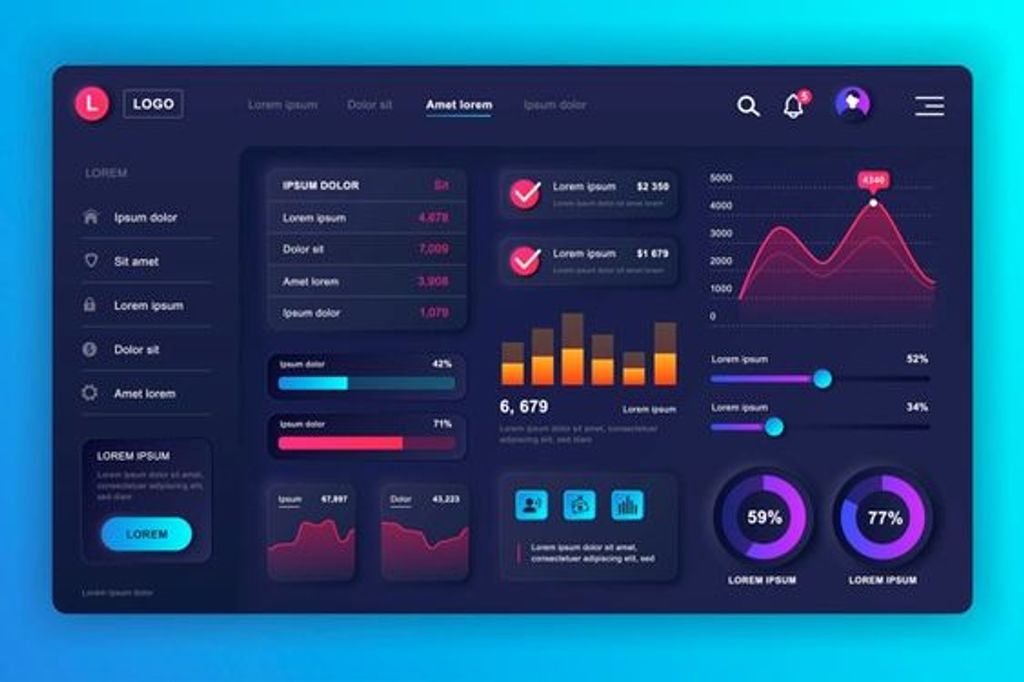 L
LOGO
Lorem ipsum
Dolor sit
Amet lorem
Ipsum dolor
5
LOREM
Ipsum dolor
Sit amet
Lorem ipsum
Dolor sit
Amet lorem
LOREM IPSUM
Lorem ipsum dolor sit amet,
consectetuer adipiscing elit,
sed diam
LOREM
Lorem ipsum dolor
IPSUM DOLOR Sit
Lorem ipsum 4,678
Dolor sit 7,009
Amet lorem 3,908
Ipsum dolor 1,079
Ipsum dolor 42%
Ipsum dolor 71%
Ipsum 67,897
Dolor 43,223
Lorem ipsum $2 350
Lorem ipsum dolor sit amet lorem
Lorem ipsum $1 679
Lorem ipsum dolor sit amet lorem
6, 679 Lorem ipsum
Lorem ipsum dolor sit amet, consectetuer
adipiscing elit, sed diam
Lorem ipsum dolor sit amet,
consectetuer adipiscing elit, sed
5000
4340
4000
3000
2000
1000
0
Lorem ipsum 52%
Lorem ipsum 34%
59%
LOREM IPSUM
77%
LOREM IPSUM